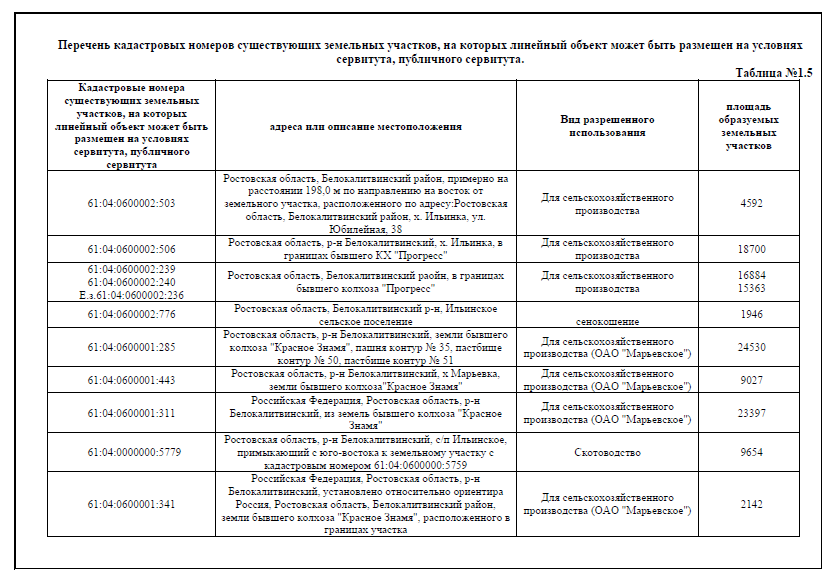 Перечень кадастровых номеров существующих земельных участков, на которых линейный объект может быть размещен на условиях
сервитута, публичного сервитута.
Таблица №1.5
Кадастровые номера
существующих земельных
участков, на которых
линейный объект может быть
размещен на условиях
сервитута, публичного
сервитута
адреса или описание местоположения
Вид разрешенного
использования
площадь
образуемых
земельных
участков
61:04:0600002:503
Ростовская область, Белокалитвинский район, примерно на
расстоянии 198,0 м по направлению на восток от
земельного участка, расположенного по адресу:Ростовская
область, Белокалитвинский район, х. Ильинка, ул.
Юбилейная, 38
Для сельскохозяйственного
производства
4592
61:04:0600002:506
Ростовская область, р-н Белокалитвинский, х. Ильинка, в
границах бывшего КХ "Прогресс"
Для сельскохозяйственного
производства
18700
61:04:0600002:239
61:04:0600002:240
Е.з.61:04:0600002:236
Ростовская область, Белокалитвинский раойн, в границах
бывшего колхоза "Прогресс"
Для сельскохозяйственного
производства
16884
15363
61:04:0600002:776
Ростовская область, Белокалитвинский р-н, Ильинское
сельское поселение
сенокошение
1946
61:04:0600001:285
Ростовская область, р-н Белокалитвинский, земли бывшего
колхоза "Красное Знамя", пашня контур № 35, пастбище
контур № 50, пастбище контур № 51
Для сельскохозяйственного
производства (ОАО "Марьевское")
24530
61:04:0600001:443
Ростовская область, р-н Белокалитвинский, х Марьевка,
земли бывшего колхоза"Красное Знамя"
Для сельскохозяйственного
производства (ОАО "Марьевское")
9027
61:04:0600001:311
Российская Федерация, Ростовская область, р-н
Белокалитвинский, из земель бывшего колхоза "Красное
Знамя"
Для сельскохозяйственного
производства (ОАО "Марьевское")
23397
61:04:0000000:5779
Ростовская область, р-н Белокалитвинский, с/п Ильинское,
примыкающий с юго-востока к земельному участку с
кадастровым номером 61:04:0600000:5759
Скотоводство
9654
61:04:0600001:341
Российская Федерация, Ростовская область, р-н
Белокалитвинский, установлено относительно ориентира
Россия, Ростовская область, Белокалитвинский район,
земли бывшего колхоза "Красное Знамя", расположенного в
границах участка
Для сельскохозяйственного
производства (ОАО "Марьевское")
2142